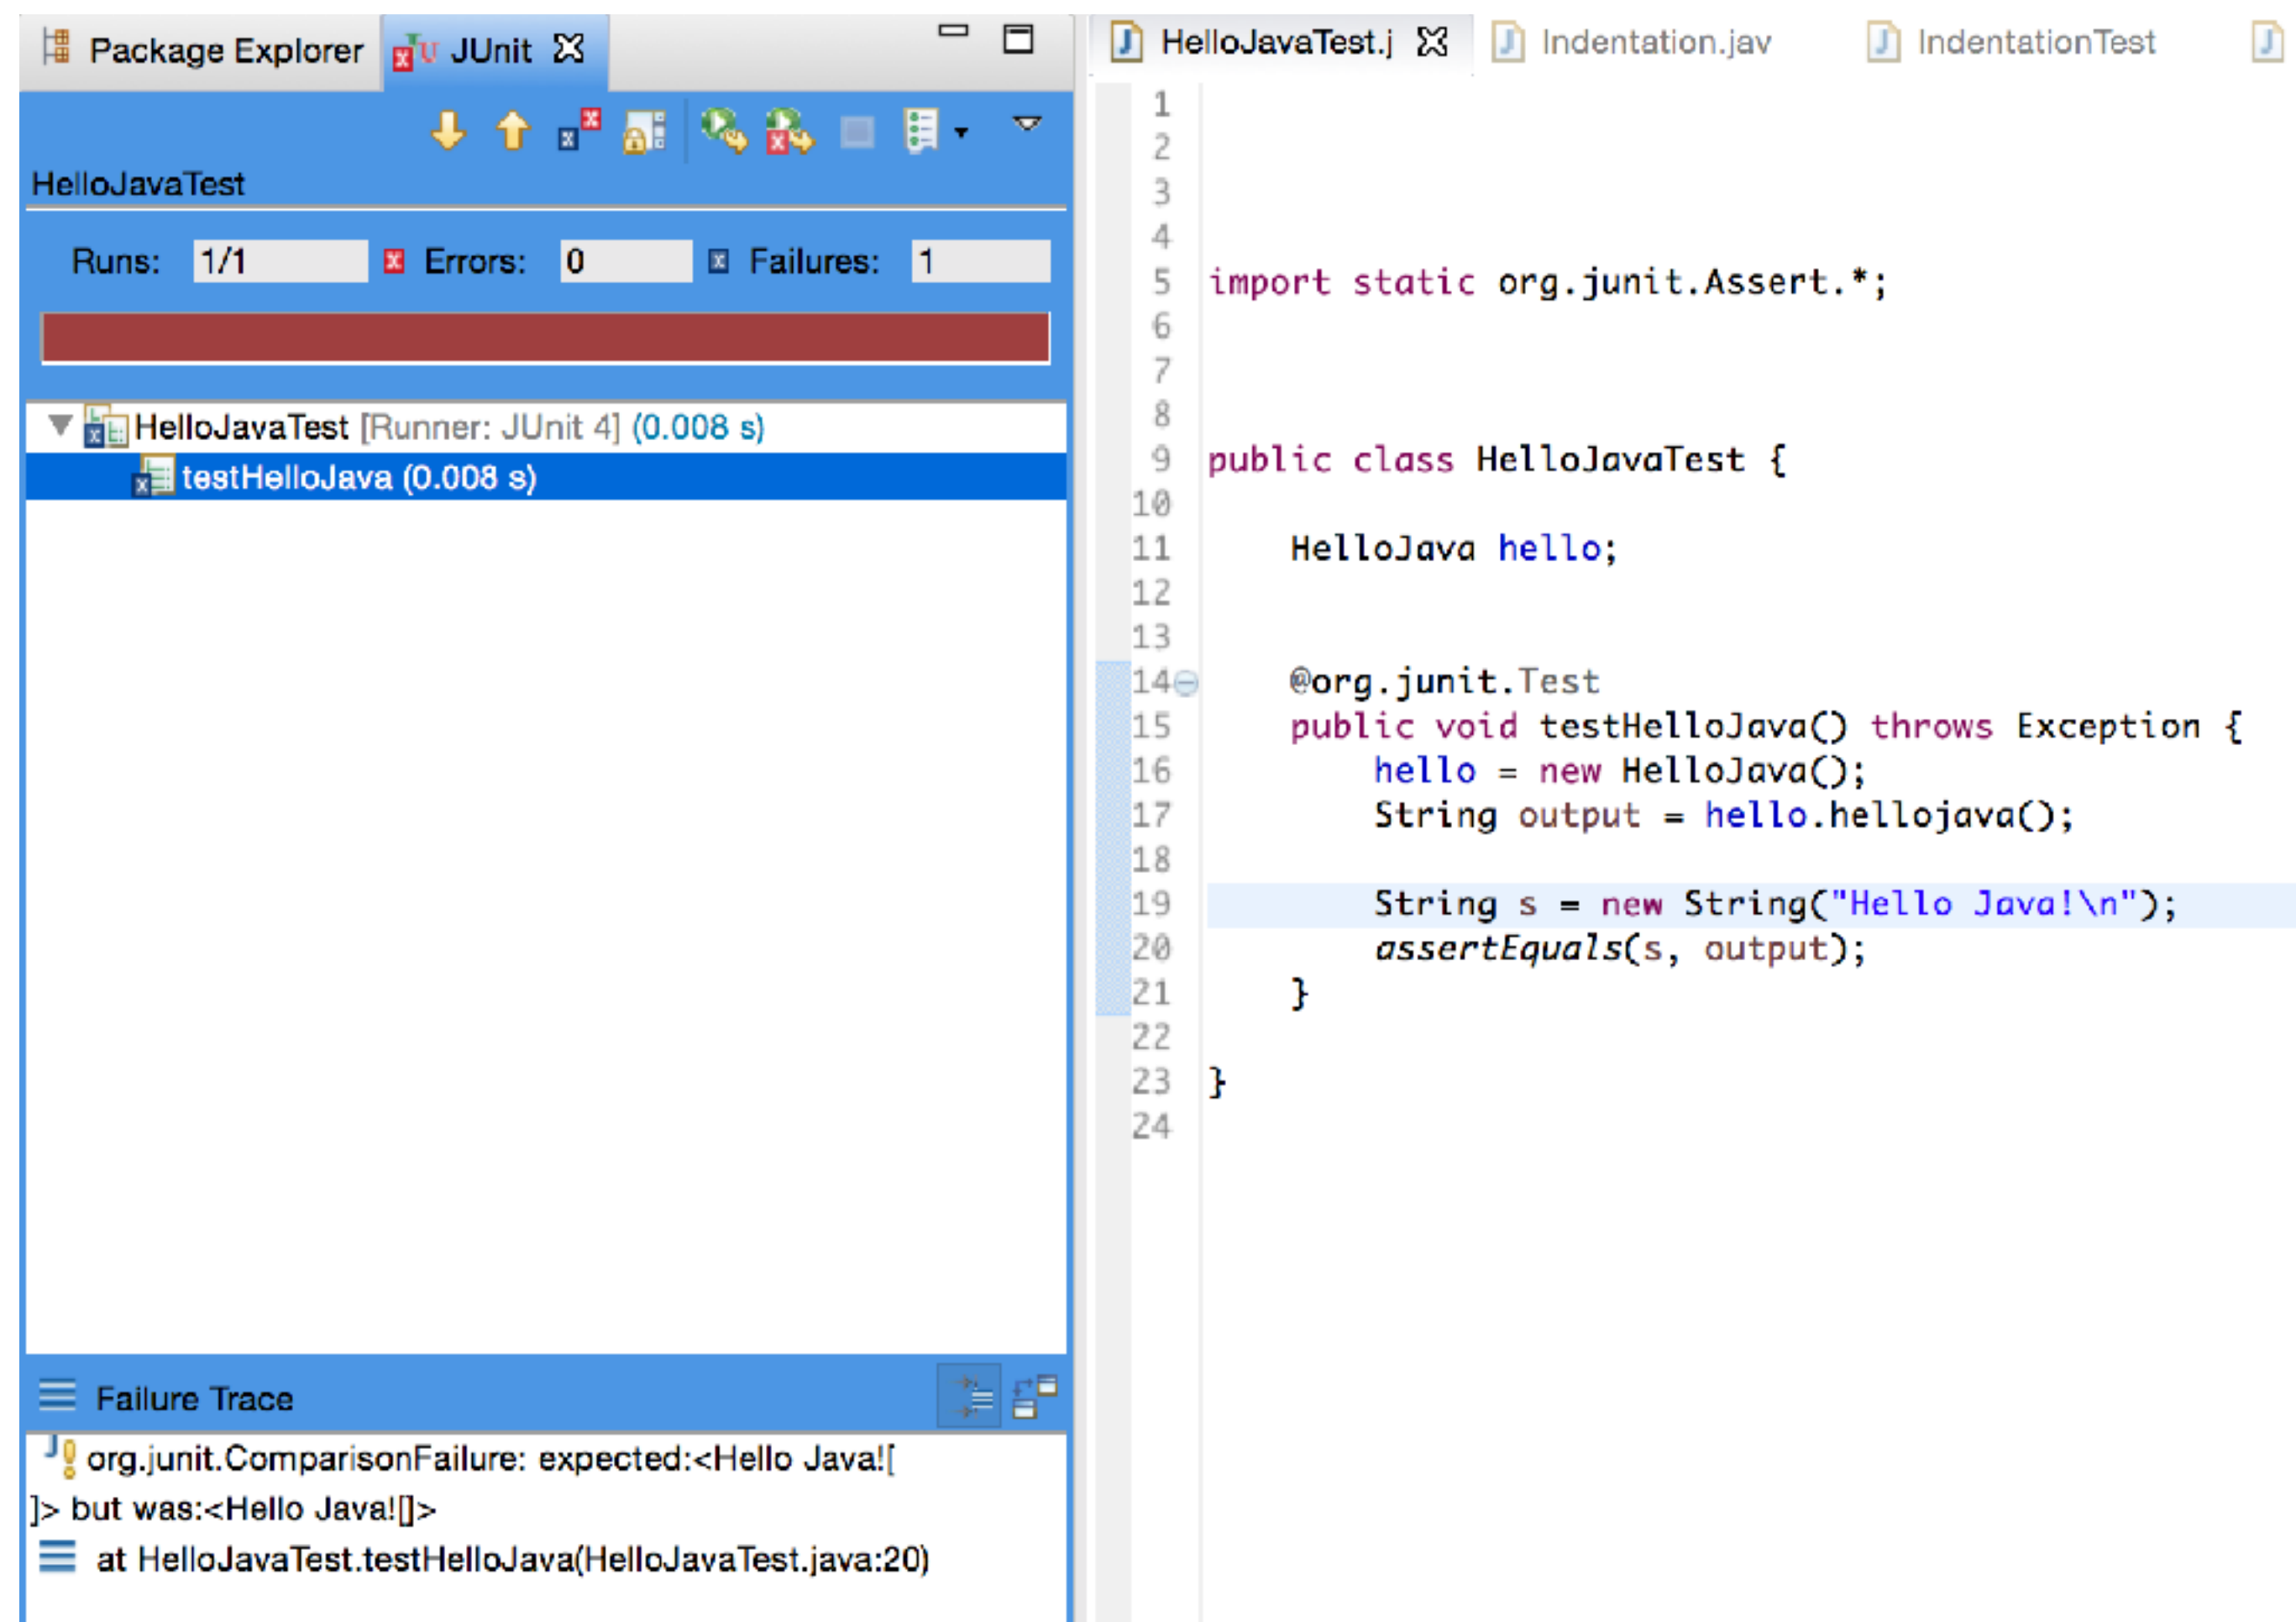 Package Explorer JUnit
HelloJavaTest
Runs: 1/1 Errors: 0 Failures: 1
HelloJavaTest [Runner: JUnit 4] (0.008 s)
testHelloJava (0.008 s)
Failure Trace
org.junit.ComparisonFailure: expected:<Hello Java![
]> but was:<Hello Java![]>
at HelloJavaTest.testHelloJava(HelloJavaTest.java:20)
HelloJavaTest.j Indentation.jav IndentationTest
1
2
3
4
5 import static org.junit.Assert.*;
6
7
8
9 public class HelloJavaTest {
10
11 HelloJava hello;
12
13
14 @org.junit.Test
15 public void testHelloJava() throws Exception {
16 hello = new HelloJava();
17 String output = hello.hellojava();
18
19 String s = new String("Hello Java!\n");
20 assertEquals(s, output);
21 }
22
23 }
24